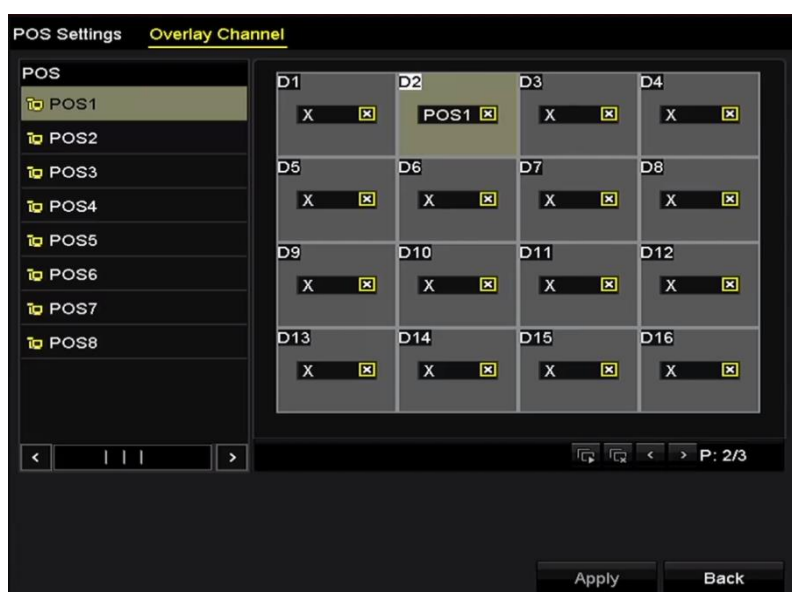 POS Settings Overlay Channel
POS
POS1
POS2
POS3
POS4
POS5
POS6
POS7
POS8
D1 D2 D3 D4
X POS1 X X
D5 D6 D7 D8
X X X X
D9 D10 D11 D12
X X X X
D13 D14 D15 D16
X X X X
P: 2/3
Apply Back